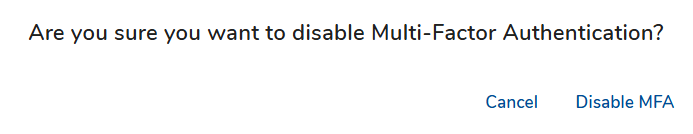 Are you sure you want to disable Multi-Factor Authentication?
Cancel Disable MFA